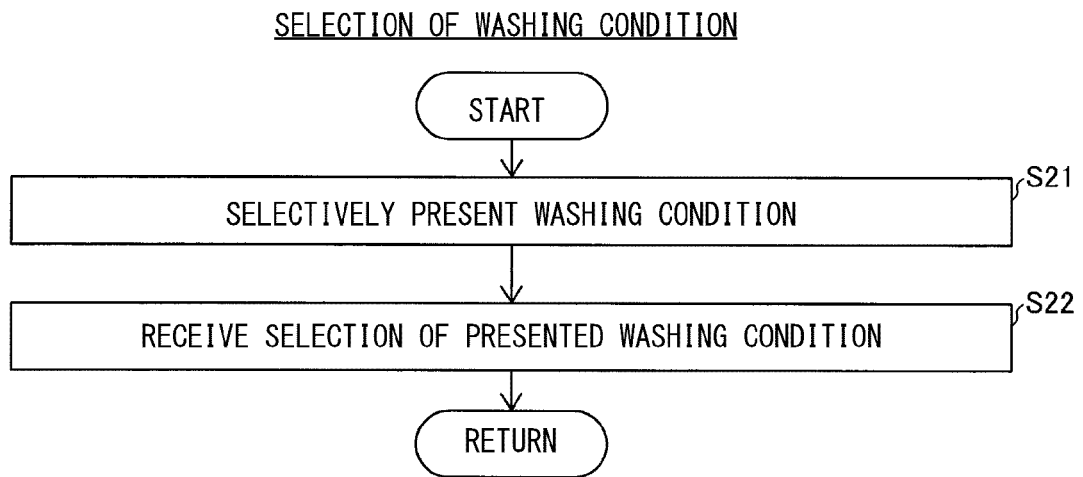 SELECTION OF WASHING CONDITION
START
S21
SELECTIVELY PRESENT WASHING CONDITION
S22
RECEIVE SELECTION OF PRESENTED WASHING CONDITION
RETURN